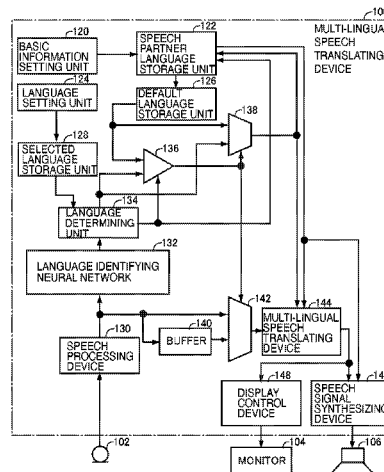 10
MULTI-LINGUAL
SPEECH
TRANSLATING
DEVICE
120
BASIC
INFORMATION
SETTING UNIT
122
SPEECH
PARTNER
LANGUAGE
STORAGE UNIT
124
LANGUAGE
SETTING UNIT
126
DEFAULT
LANGUAGE
STORAGE UNIT
138
128
SELECTED
LANGUAGE
STORAGE UNIT
136
134
LANGUAGE
DETERMINING
UNIT
132
LANGUAGE IDENTIFYING
NEURAL NETWORK
142
144
MULTI-LINGUAL
SPEECH
TRANSLATING
DEVICE
140
BUFFER
130
SPEECH
PROCESSING
DEVICE
148
DISPLAY
CONTROL
DEVICE
14
SPEECH
SIGNAL
SYNTHESIZING
DEVICE
102
104
MONITOR
106